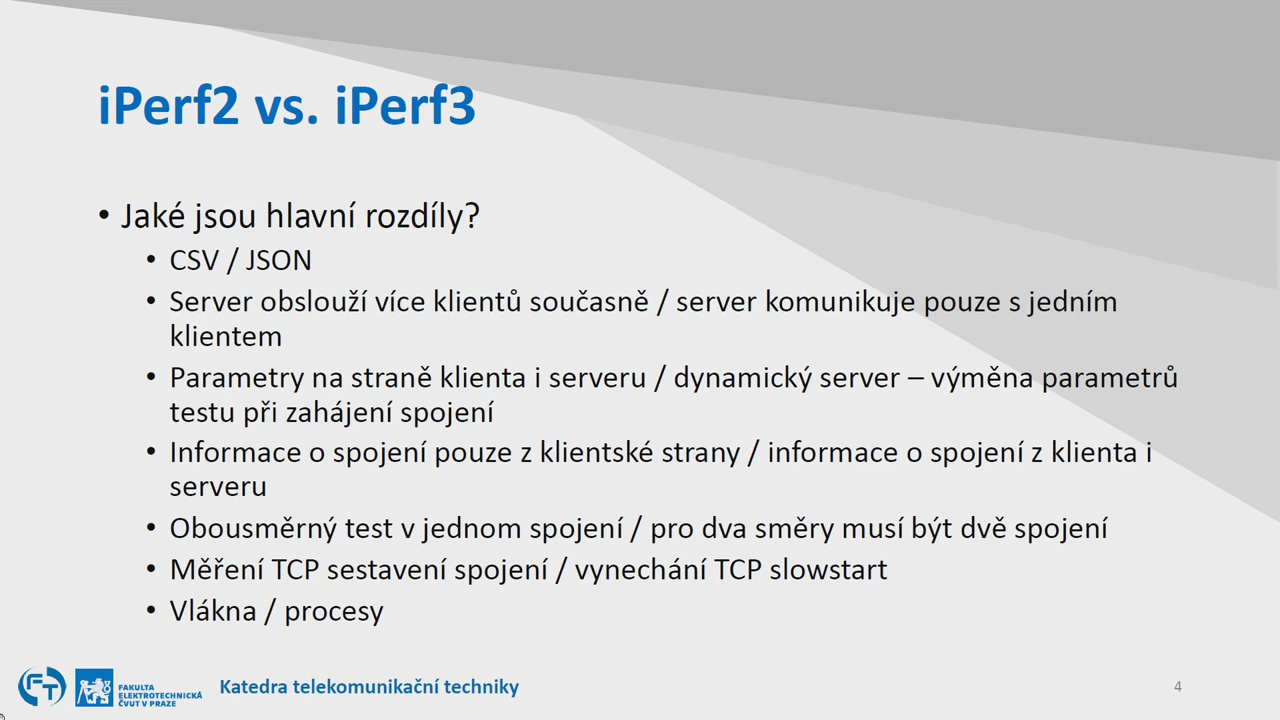 iPerf2 vs. iPerf3
• Jaké jsou hlavní rozdíly?
• CSV / JSON
• Server obslouží více klientů současně / server komunikuje pouze s jedním
klientem
• Parametry na straně klienta i serveru / dynamický server – výměna parametrů
testu při zahájení spojení
• Informace o spojení pouze z klientské strany / informace o spojení z klienta i
serveru
• Obousměrný test v jednom spojení / pro dva směry musí být dvě spojení
• Měření TCP sestavení spojení / vynechání TCP slowstart
• Vlákna / procesy
FAKULTA
ELEKTROTECHNICKÁ
ČVUT V PRAZE
Katedra telekomunikační techniky
4